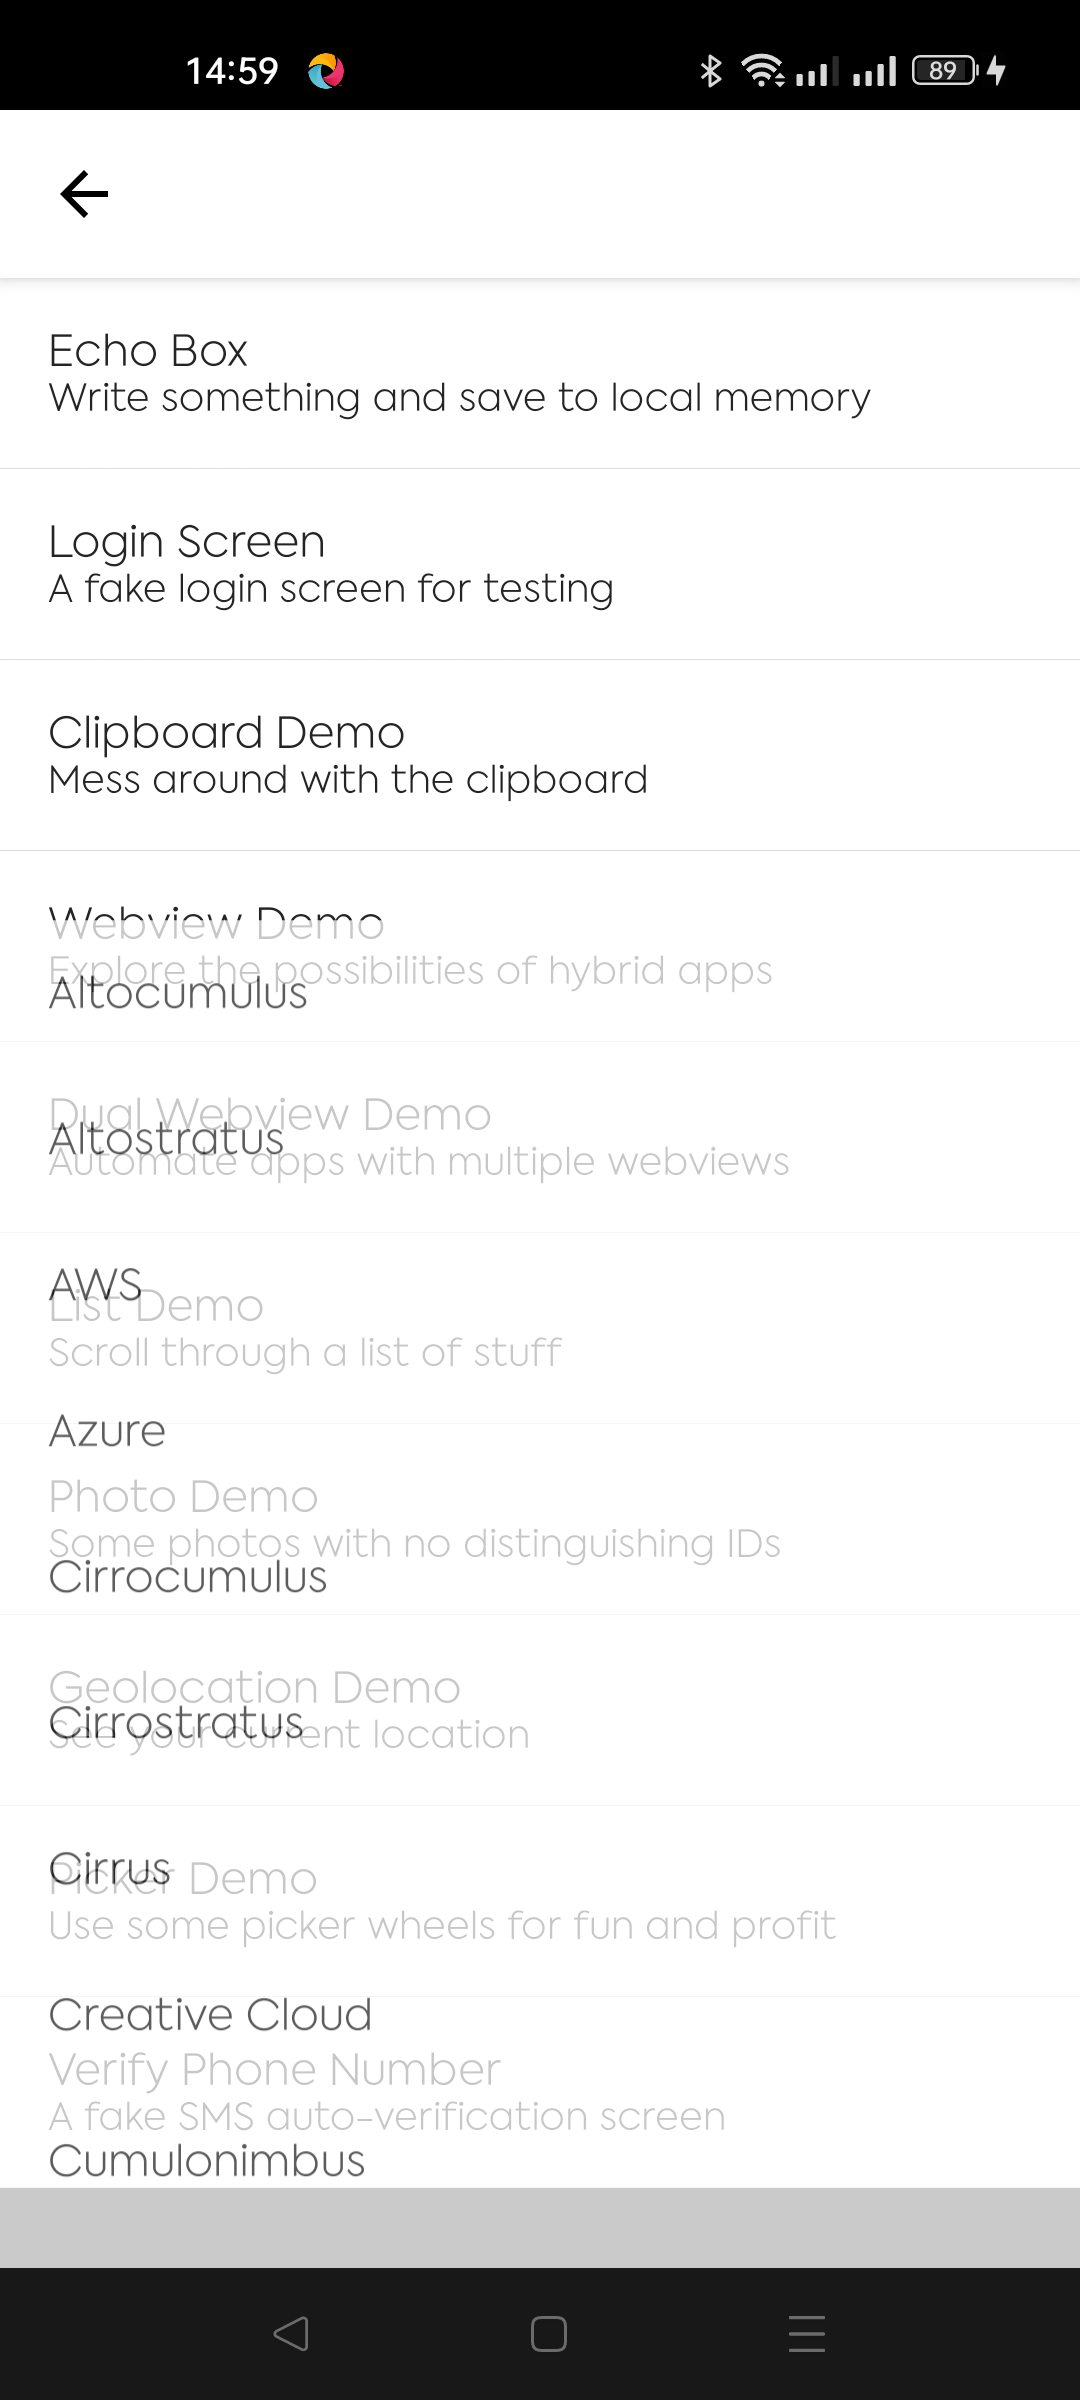 14:59
89
Echo Box
Write something and save to local memory
Login Screen
A fake login screen for testing
Clipboard Demo
Mess around with the clipboard
Webview Demo
Explore the possibilities of hybrid apps
Altocumulus
Dual Webview Demo
Altostratus
Automate apps with multiple webviews
AWS
List Demo
Scroll through a list of stuff
Azure
Photo Demo
Some photos with no distinguishing IDs
Cirrocumulus
Geolocation Demo
Cirrostratus
See your current location
Cirrus
Picker Demo
Use some picker wheels for fun and profit
Creative Cloud
Verify Phone Number
A fake SMS auto-verification screen
Cumulonimbus